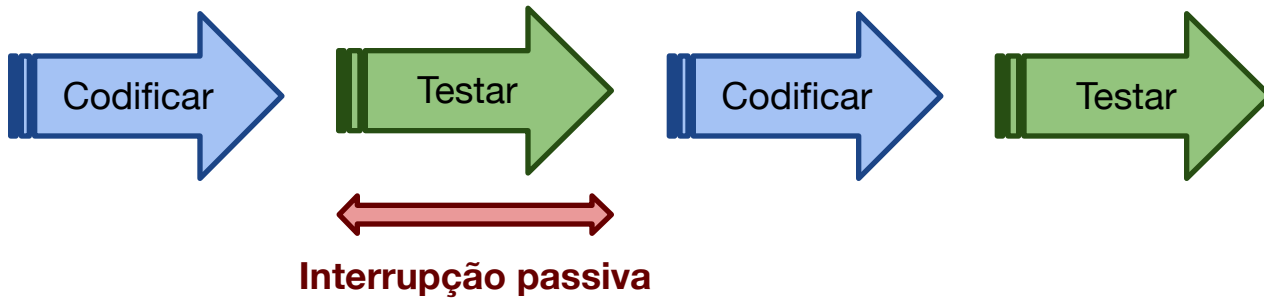 Codificar
Testar
Codificar
Testar
Interrupção passiva